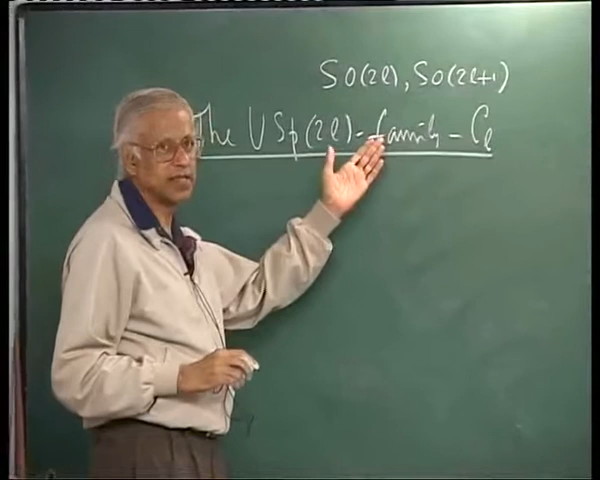 SO(2l), SO(2l+1)
The USp(2l) - family - Cl